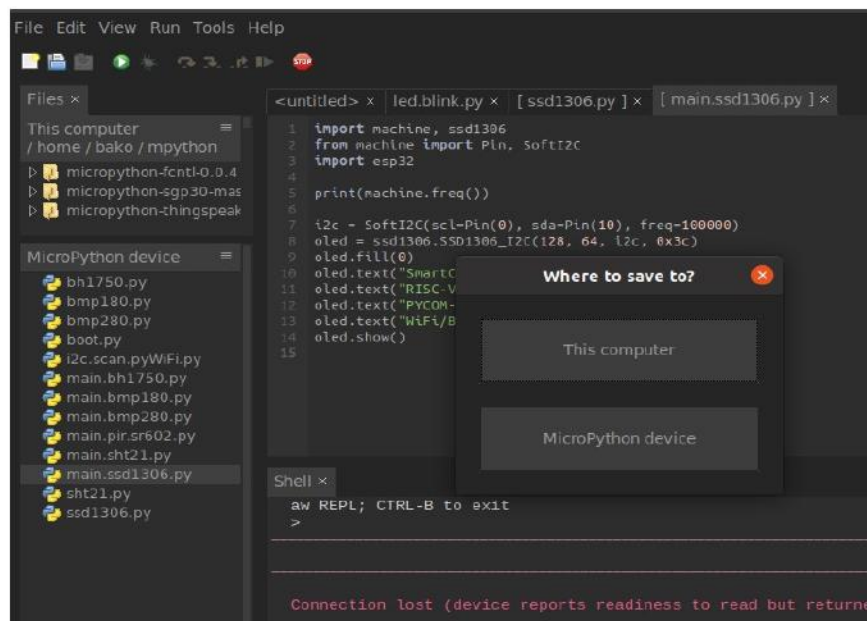 File Edit View Run Tools Help
STOP
Files ×
This computer
/ home / bako / mpython
micropython-fcntl-0.0.4
micropython-sgp30-mas
micropython-thingspeak
MicroPython device
bh1750.py
bmp180.py
bmp280.py
boot.py
i2c.scan.pyWiFi.py
main.bh1750.py
main.bmp180.py
main.bmp280.py
main.pir.sr602.py
main.sht21.py
main.ssd1306.py
sht21.py
ssd1306.py
<untitled> × led.blink.py × [ ssd1306.py ] × [ main.ssd1306.py ] ×
1 import machine, ssd1306
2 from machine import Pin, SoftI2C
3 import esp32
4
5 print(machine.freq())
6
7 i2c = SoftI2C(scl=Pin(0), sda=Pin(10), freq=100000)
8 oled = ssd1306.SSD1306_I2C(128, 64, i2c, 0x3c)
9 oled.fill(0)
10 oled.text("SmartC
11 oled.text("RISC-V
12 oled.text("PYCOM-
13 oled.text("WiFi/B
14 oled.show()
15
Where to save to?
This computer
MicroPython device
Shell ×
aw REPL; CTRL-B to exit
>
Connection lost (device reports readiness to read but returne